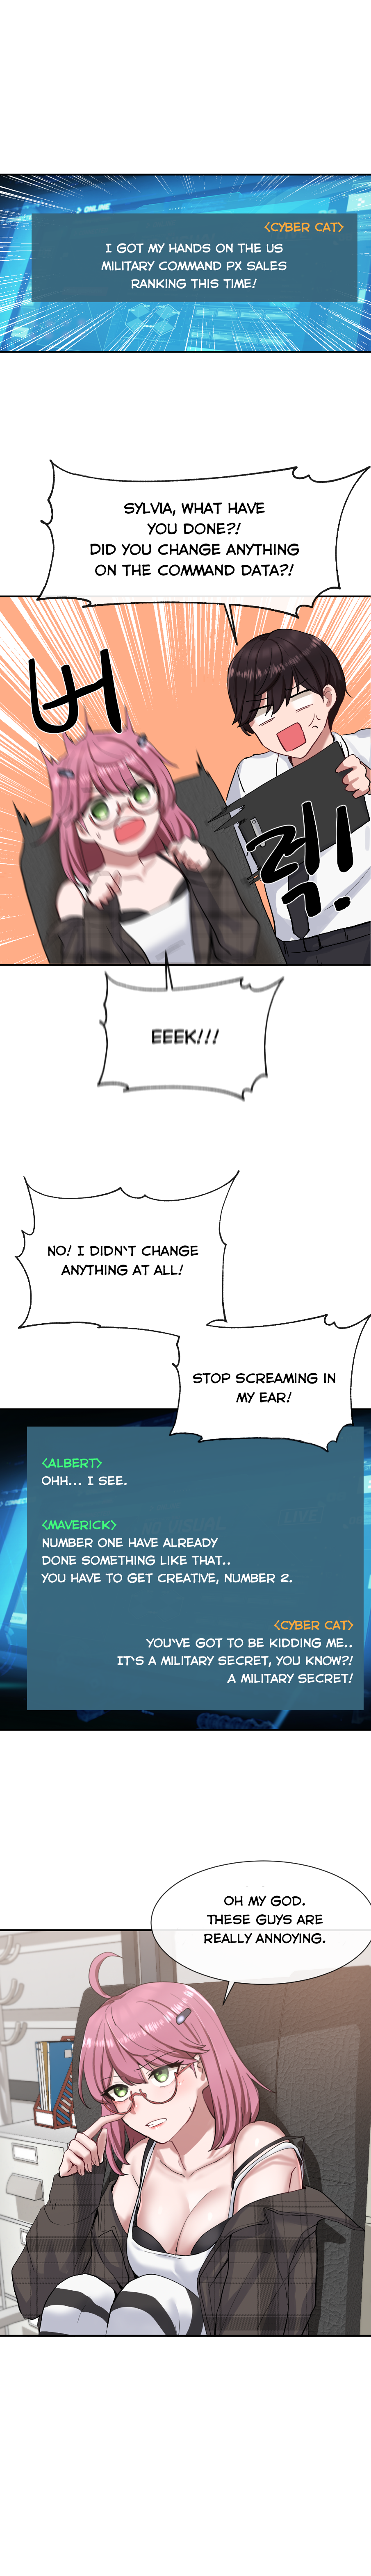 > ONLINE
<CYBER CAT>
I GOT MY HANDS ON THE US
MILITARY COMMAND PX SALES
RANKING THIS TIME!
SYLVIA, WHAT HAVE
YOU DONE?!
DID YOU CHANGE ANYTHING
ON THE COMMAND DATA?!
버
럭!
EEEK!!!
NO! I DIDN'T CHANGE
ANYTHING AT ALL!
STOP SCREAMING IN
MY EAR!
<ALBERT>
OHH... I SEE.
LIVE
<MAVERICK>
NUMBER ONE HAVE ALREADY
DONE SOMETHING LIKE THAT..
YOU HAVE TO GET CREATIVE, NUMBER 2.
<CYBER CAT>
YOU'VE GOT TO BE KIDDING ME..
IT'S A MILITARY SECRET, YOU KNOW?!
A MILITARY SECRET!
OH MY GOD.
THESE GUYS ARE
REALLY ANNOYING.